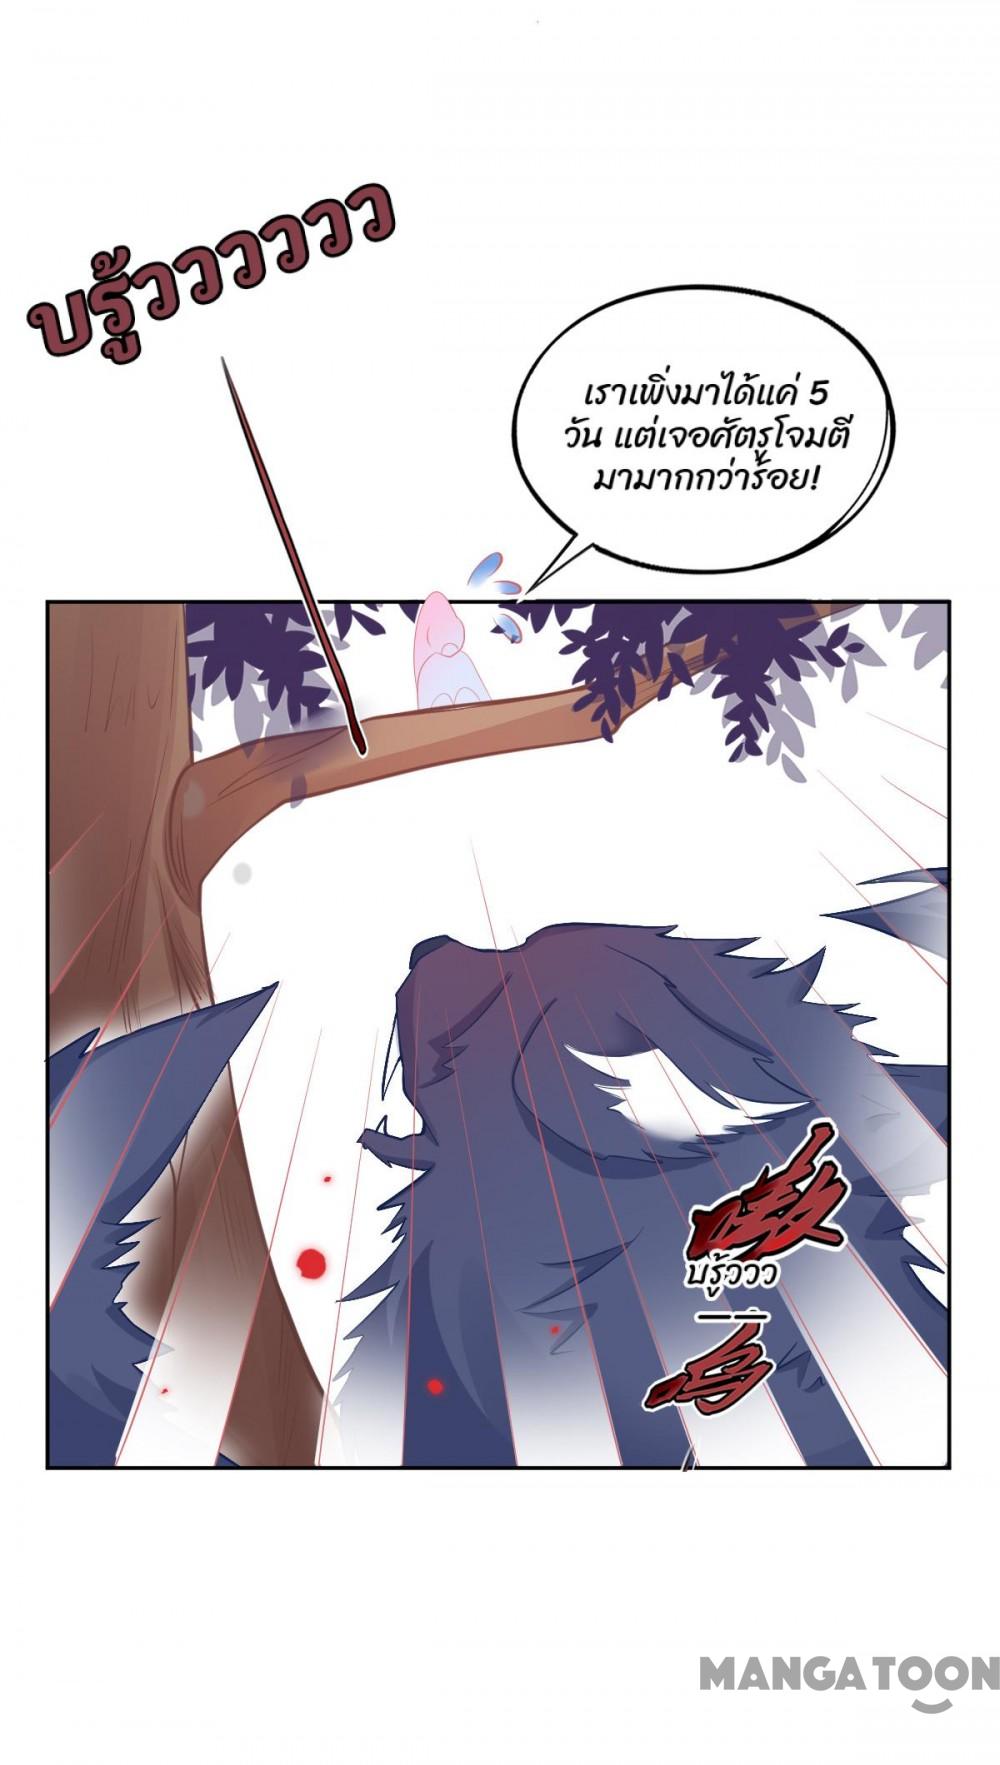 บรู้วววววว
เราเพิ่งมาได้แค่ 5
วัน แต่เจอศัตรูโจมตี
มามากกว่าร้อย!
嗷
บรู้ววว
——
呜
MANGATOON